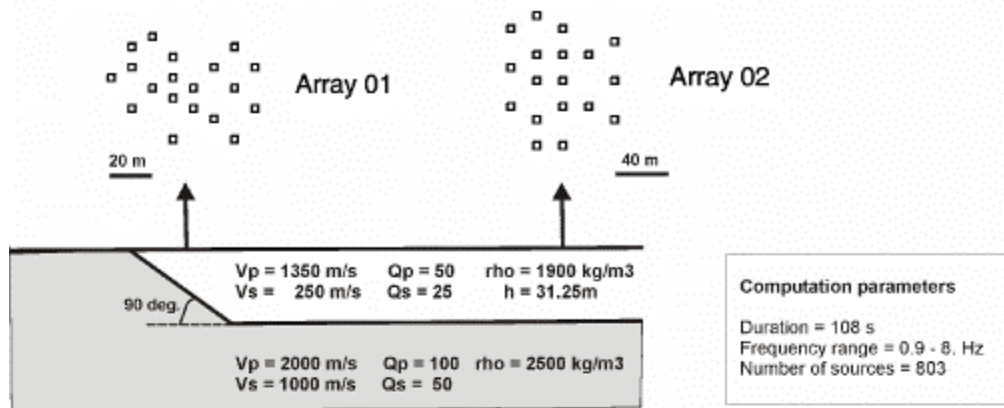 Array 01
Array 02
20 m
40 m
Vp = 1350 m/s Qp = 50 rho = 1900 kg/m3
Vs = 250 m/s Qs = 25 h = 31.25m
90 deg.
Vp = 2000 m/s Qp = 100 rho = 2500 kg/m3
Vs = 1000 m/s Qs = 50
Computation parameters
Duration = 108 s
Frequency range = 0.9 - 8. Hz
Number of sources = 803